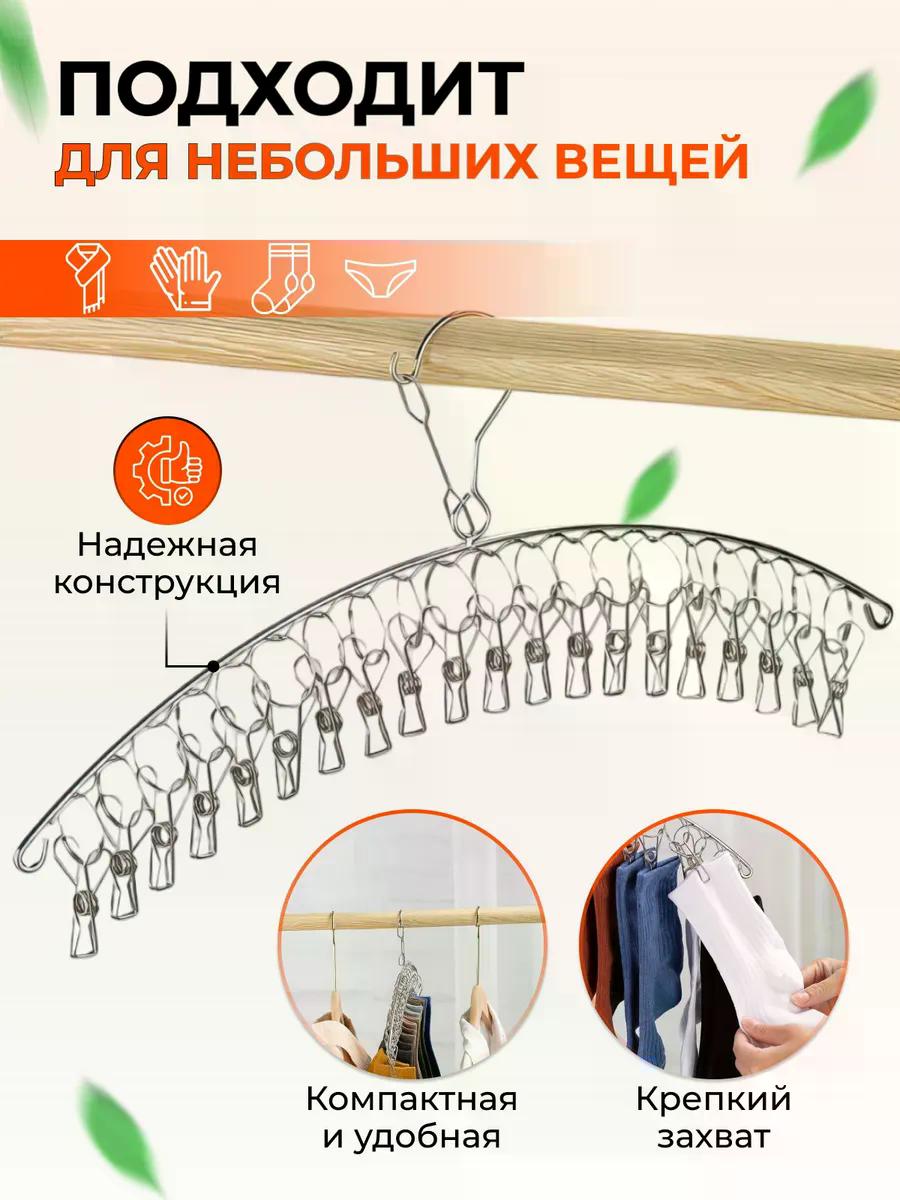 ПОДХОДИТ
ДЛЯ НЕБОЛЬШИХ ВЕЩЕЙ
Надежная
конструкция
Компактная
и удобная
Крепкий
захват